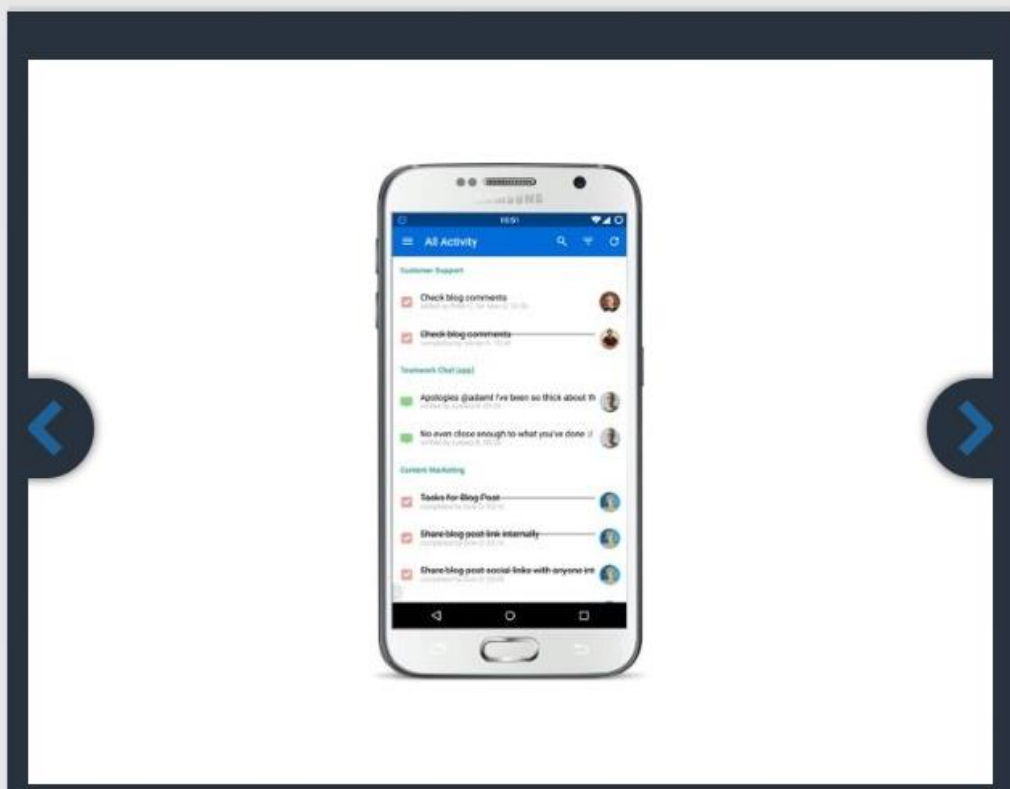 SAMSUNG
All Activity
Customer Support
Check blog comments
Check blog comments
Teamwork Chat (app)
Apologies @adam! I've been so thick about th
No even close enough to what you've done :/
Content Marketing
Tasks for Blog Post
Share blog post link internally
Share blog post social links with anyone int